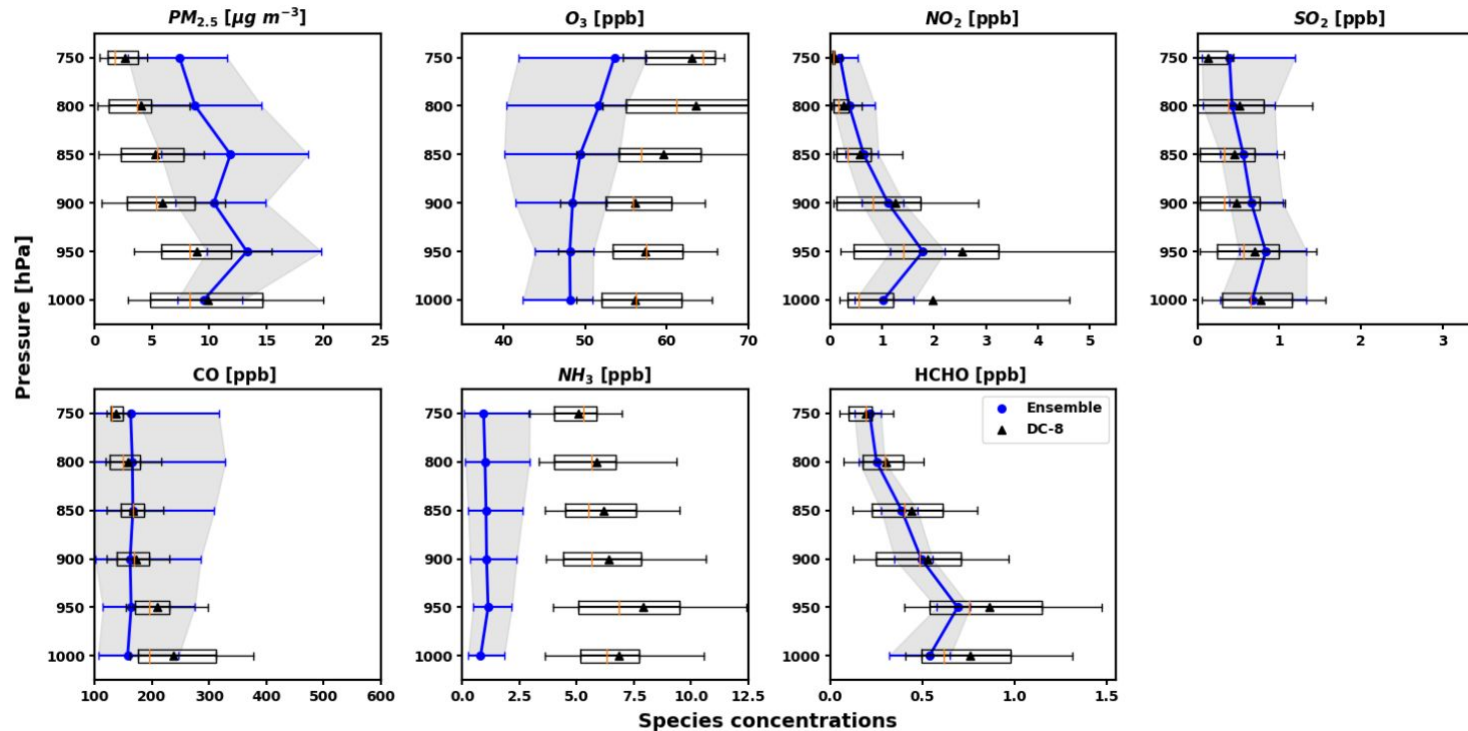 PM2.5 [μg m−3]
O3 [ppb]
NO2 [ppb]
SO2 [ppb]
750
800
850
900
950
1000
0 5 10 15 20 25
40 50 60 70
0 1 2 3 4 5
0 1 2 3
Pressure [hPa]
CO [ppb]
NH3 [ppb]
HCHO [ppb]
750
800
850
900
950
1000
Ensemble
DC-8
100 200 300 400 500 600
0.0 2.5 5.0 7.5 10.0 12.5
0.0 0.5 1.0 1.5
Species concentrations